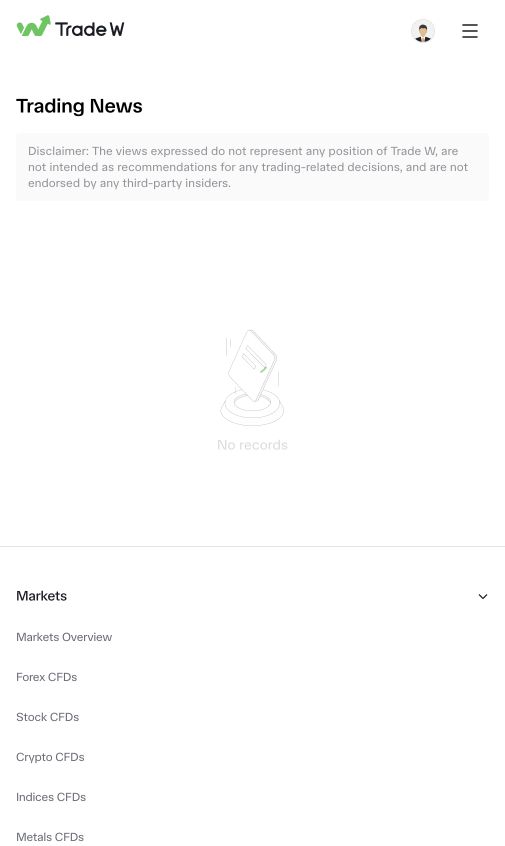 Trade W
Trading News
Disclaimer: The views expressed do not represent any position of Trade W, are
not intended as recommendations for any trading-related decisions, and are not
endorsed by any third-party insiders.
No records
Markets
Markets Overview
Forex CFDs
Stock CFDs
Crypto CFDs
Indices CFDs
Metals CFDs